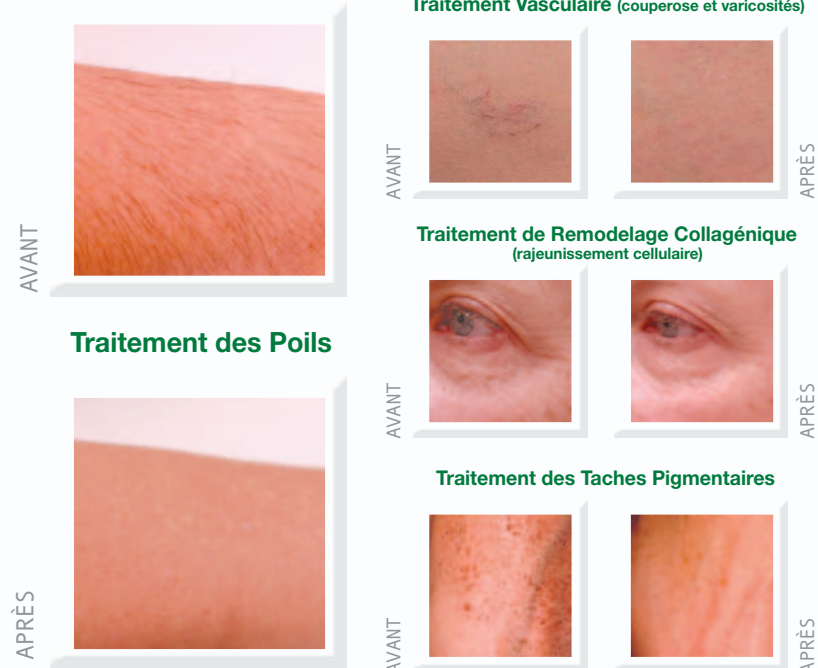 AVANT
Traitement des Poils
APRÈS
Traitement Vasculaire (couperose et varicosités)
AVANT
APRÈS
Traitement de Remodelage Collagénique
(rajeunissement cellulaire)
AVANT
APRÈS
Traitement des Taches Pigmentaires
AVANT
APRÈS